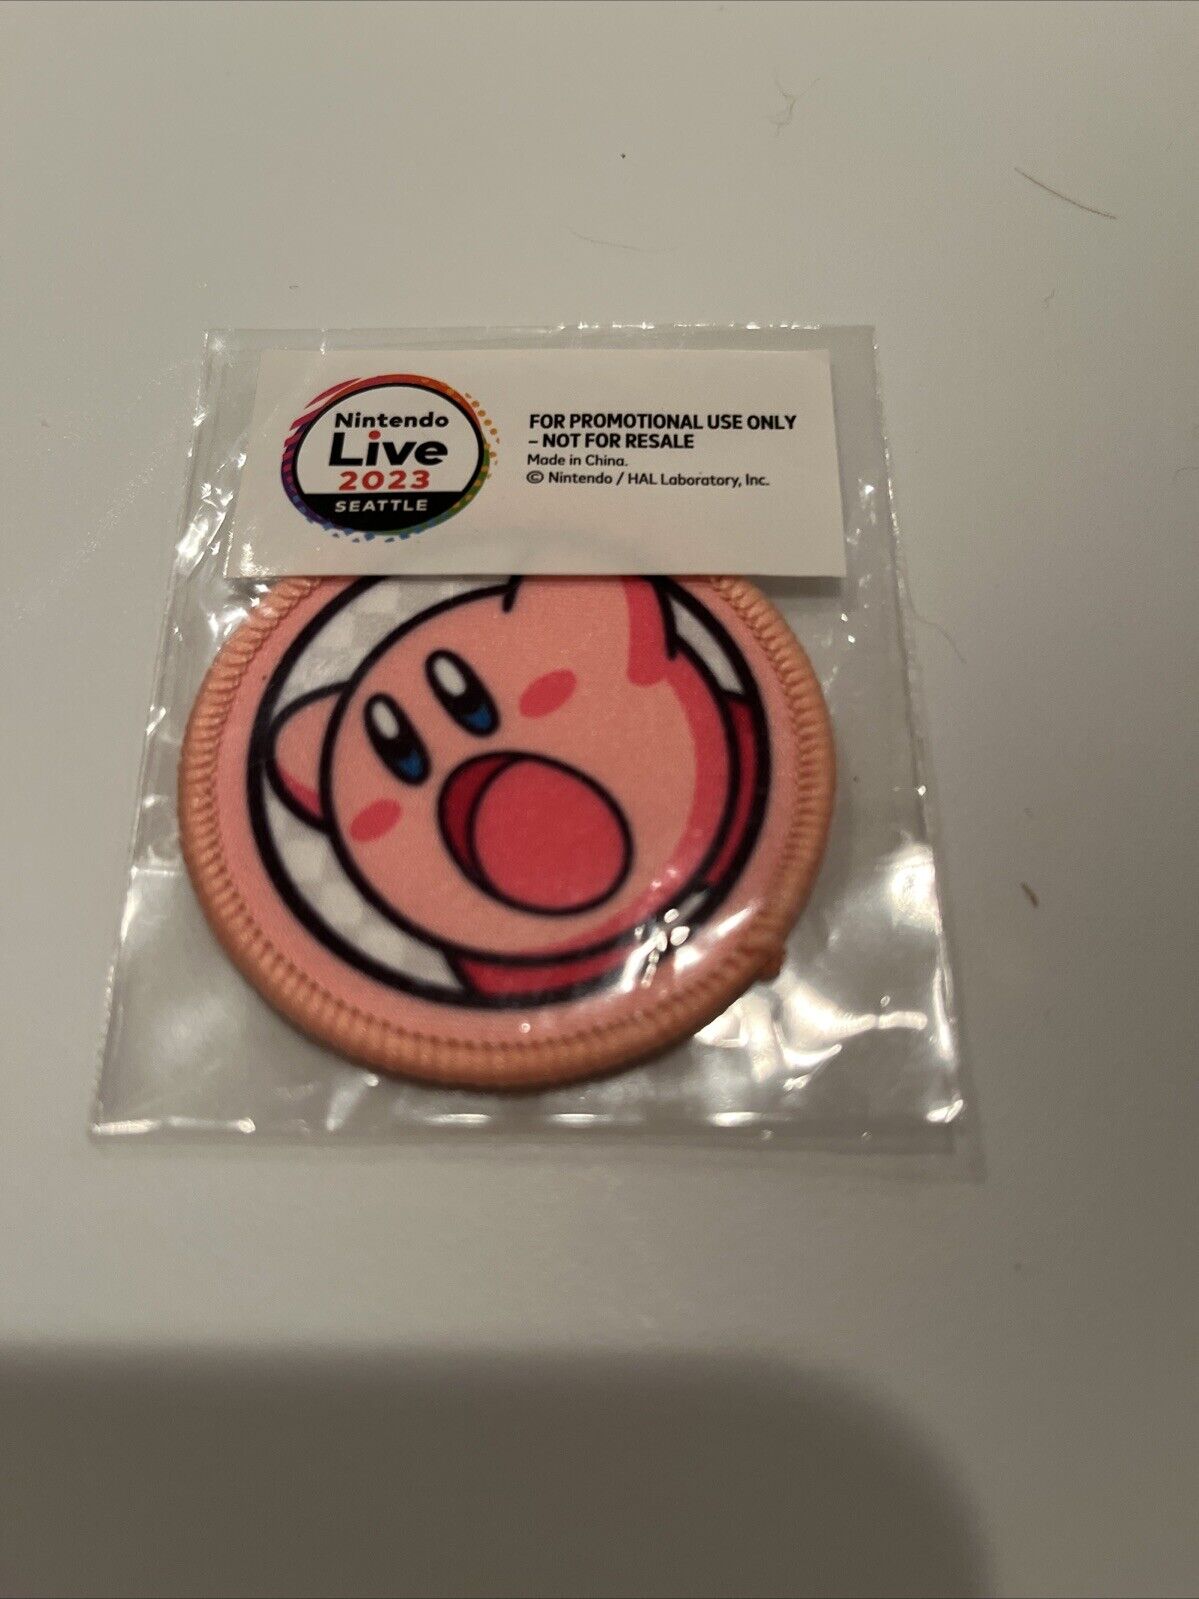 Nintendo
Live
2023
SEATTLE
FOR PROMOTIONAL USE ONLY
– NOT FOR RESALE
Made in China.
© Nintendo / HAL Laboratory, Inc.